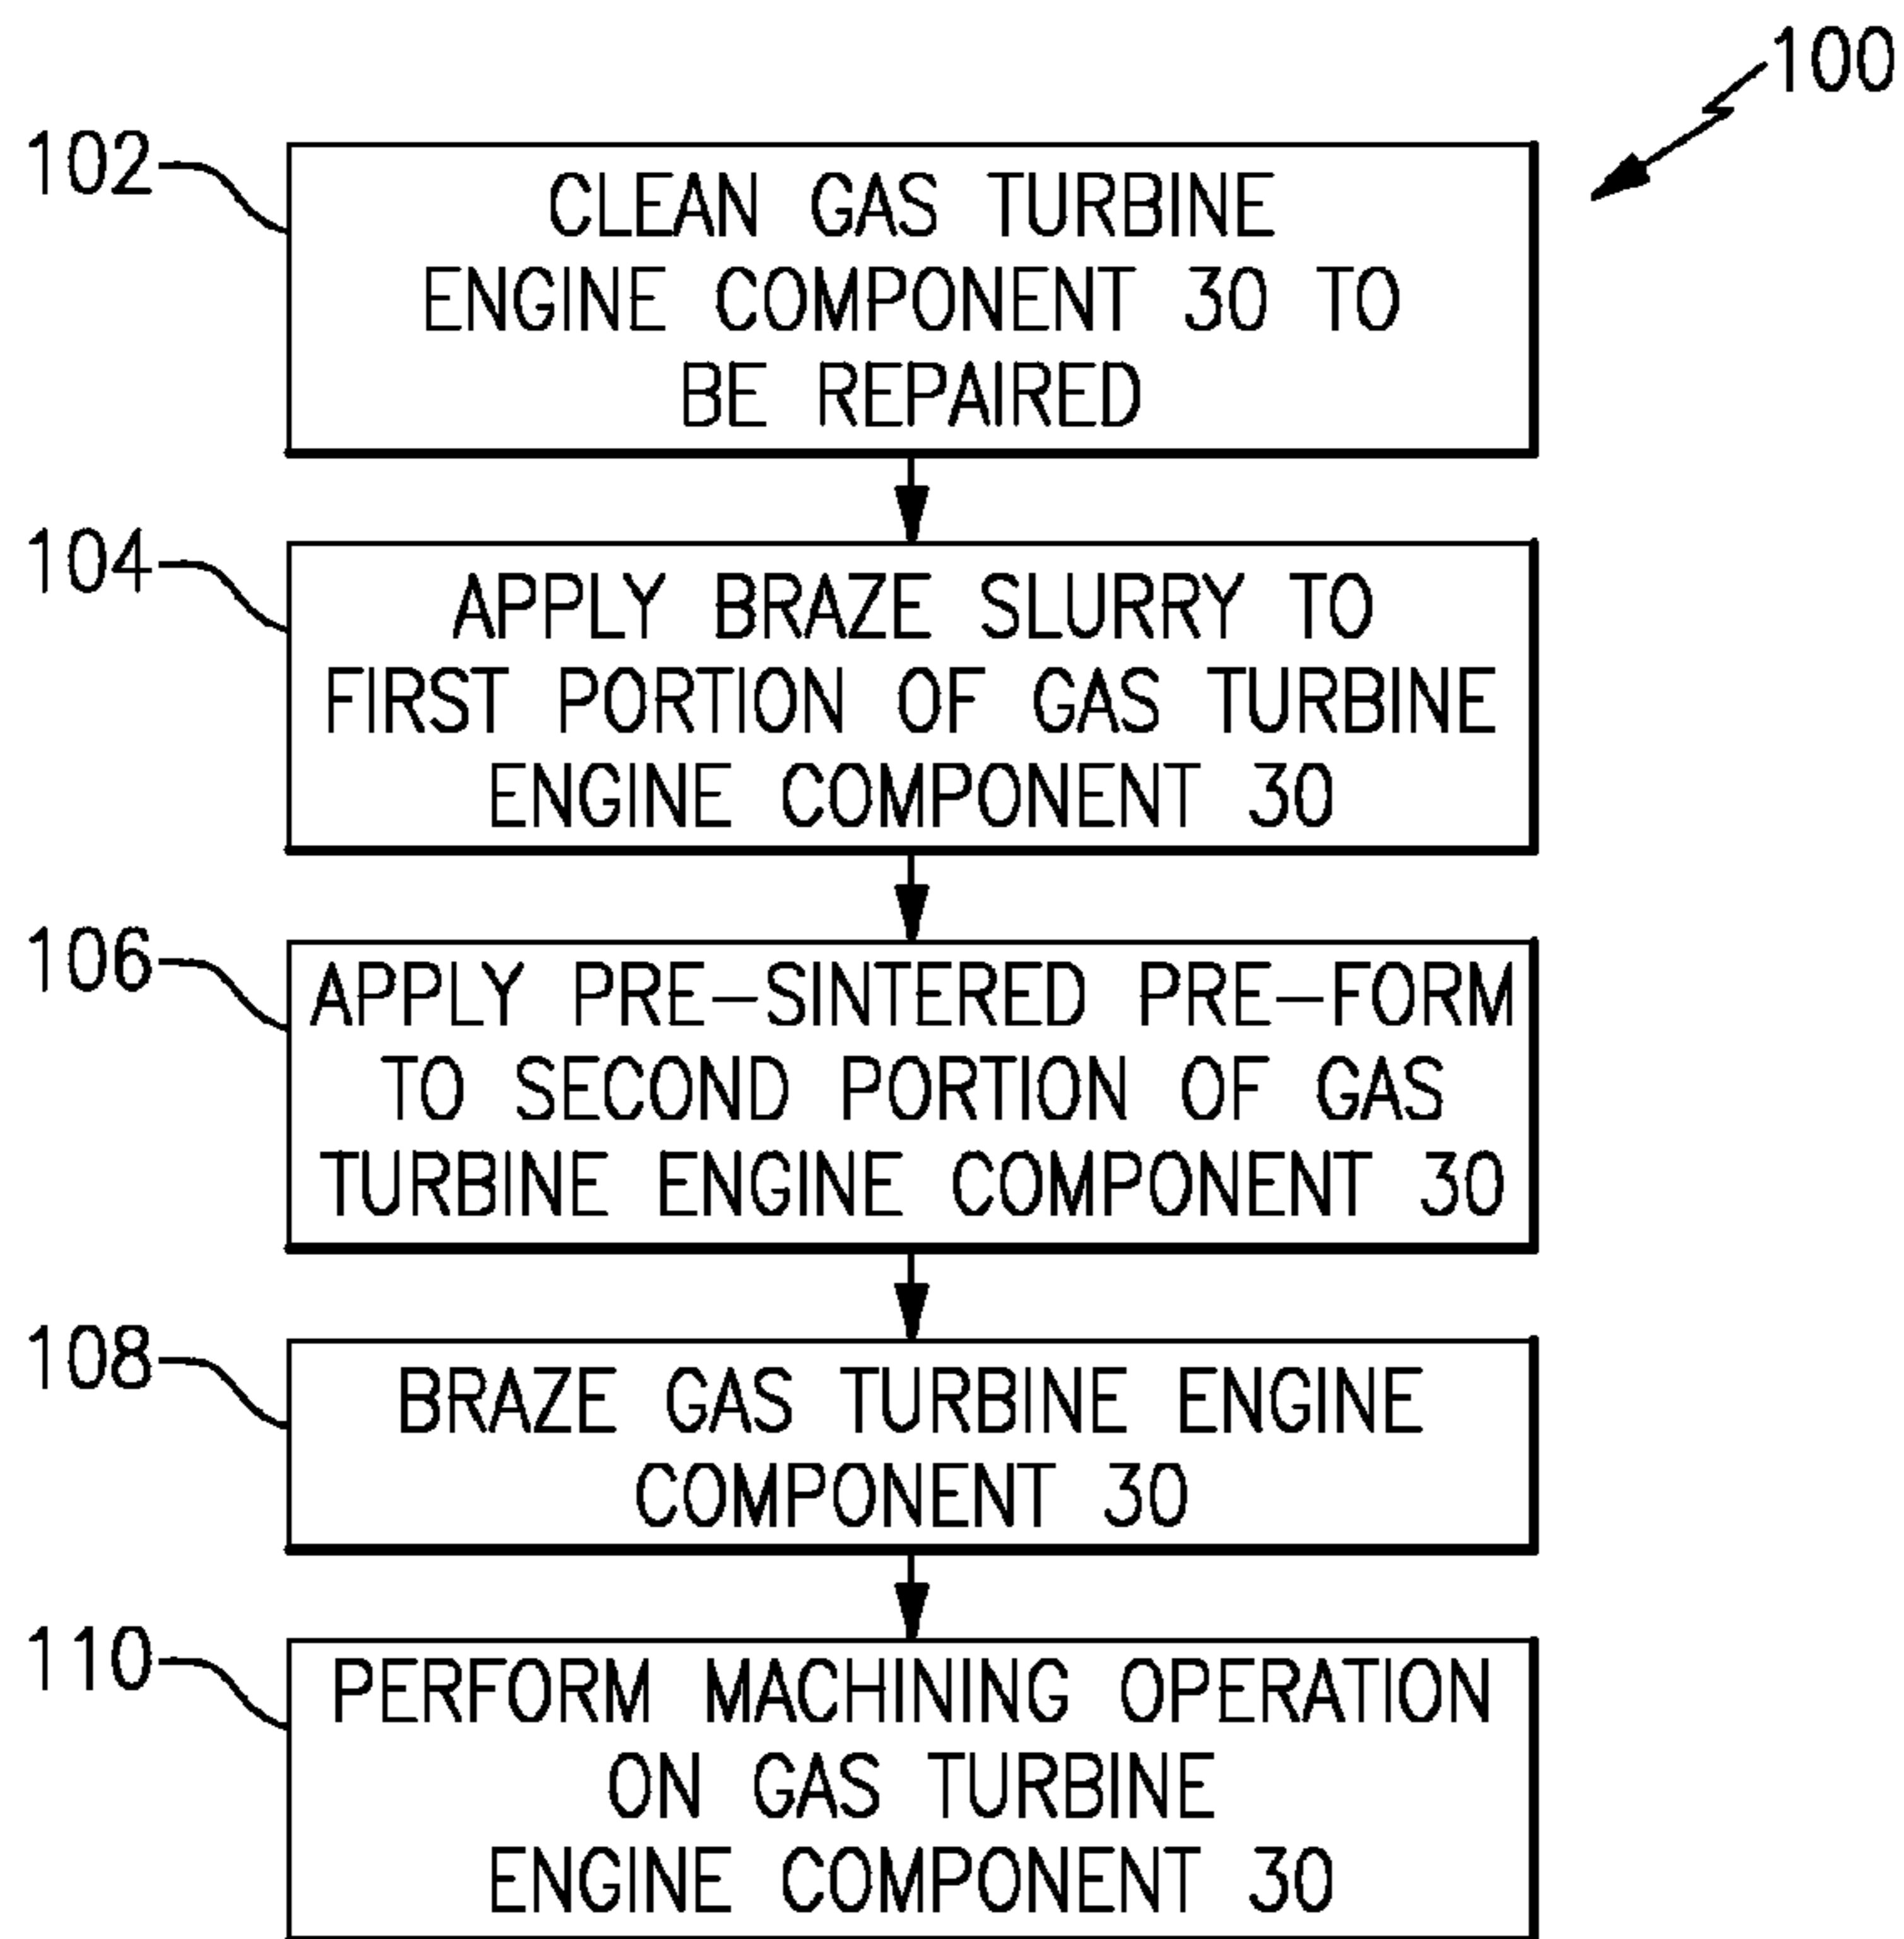 100
102
CLEAN GAS TURBINE
ENGINE COMPONENT 30 TO
BE REPAIRED
104
APPLY BRAZE SLURRY TO
FIRST PORTION OF GAS TURBINE
ENGINE COMPONENT 30
106
APPLY PRE-SINTERED PRE-FORM
TO SECOND PORTION OF GAS
TURBINE ENGINE COMPONENT 30
108
BRAZE GAS TURBINE ENGINE
COMPONENT 30
110
PERFORM MACHINING OPERATION
ON GAS TURBINE
ENGINE COMPONENT 30